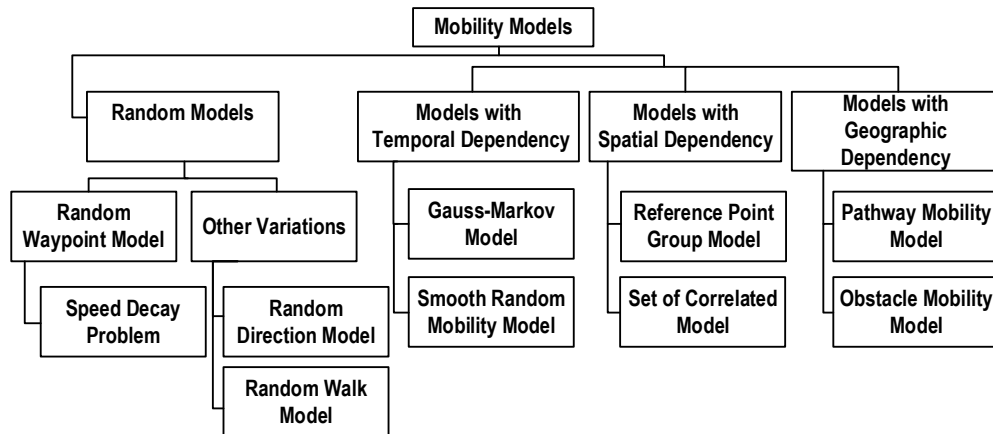 Mobility Models
Random Models
Models with
Temporal Dependency
Models with
Spatial Dependency
Models with
Geographic
Dependency
Random
Waypoint Model
Other Variations
Gauss-Markov
Model
Reference Point
Group Model
Pathway Mobility
Model
Speed Decay
Problem
Random
Direction Model
Smooth Random
Mobility Model
Set of Correlated
Model
Obstacle Mobility
Model
Random Walk
Model